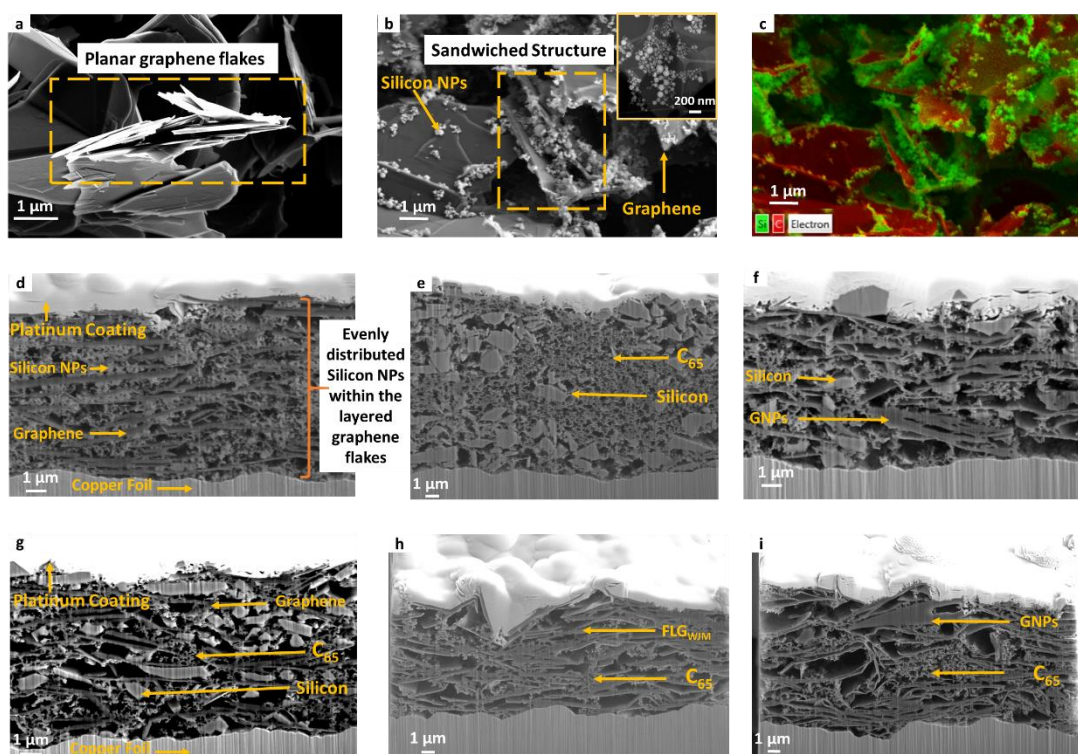 a
Planar graphene flakes
1 μm
b
Sandwiched Structure
Silicon NPs
200 nm
Graphene
1 μm
c
1 μm
Si C Electron
d
Platinum Coating
Silicon NPs
Graphene
1 μm
Copper Foil
Evenly
distributed
Silicon NPs
within the
layered
graphene
flakes
e
C65
Silicon
1 μm
f
Silicon
GNPs
1 μm
g
Platinum Coating
Graphene
C65
Silicon
1 μm
Copper Foil
h
FLGWJM
C65
1 μm
i
GNPs
C65
1 μm